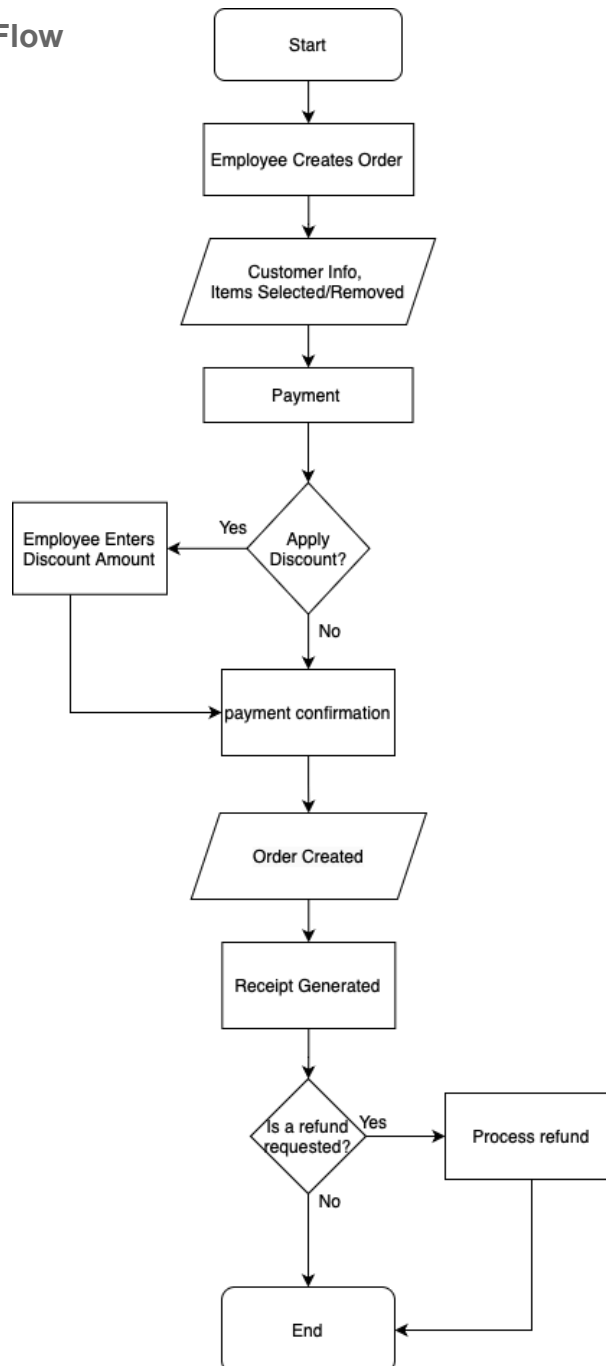 Flow
Start
Employee Creates Order
Customer Info,
Items Selected/Removed
Payment
Apply
Discount?
Yes
Employee Enters
Discount Amount
No
payment confirmation
Order Created
Receipt Generated
Is a refund
requested?
Yes
Process refund
No
End